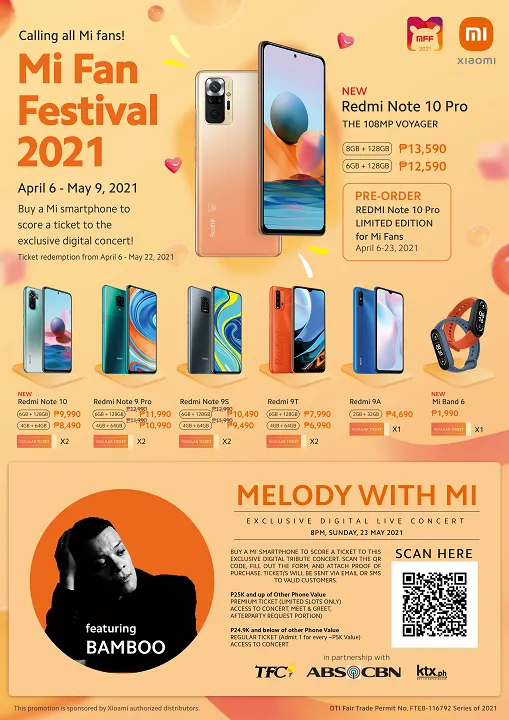 Calling all Mi fans!
Mi Fan
Festival
2021
April 6 - May 9, 2021
Buy a Mi smartphone to
score a ticket to the
exclusive digital concert!
Ticket redemption from April 6 - May 22, 2021
MFF
2021
mi
xiaomi
NEW
Redmi Note 10 Pro
THE 108MP VOYAGER
8GB + 128GB ₱13,590
6GB + 128GB ₱12,590
PRE-ORDER
REDMI Note 10 Pro
LIMITED EDITION
for Mi Fans
April 6-23, 2021
Redmi
NEW
Redmi Note 10
6GB + 128GB ₱9,990
4GB + 64GB ₱8,490
REGULAR TICKET X2
Redmi Note 9 Pro
₱12,990
6GB + 128GB ₱11,990
₱11,990
4GB + 64GB ₱10,990
REGULAR TICKET X2
Redmi Note 9S
₱12,990
6GB + 128GB ₱10,490
₱11,990
4GB + 64GB ₱9,490
REGULAR TICKET X2
Redmi 9T
6GB + 128GB ₱7,990
4GB + 64GB ₱6,990
REGULAR TICKET X2
Redmi 9A
2GB + 32GB ₱4,690
REGULAR TICKET X1
NEW
Mi Band 6
₱1,990
REGULAR TICKET X1
featuring
BAMBOO
MELODY WITH MI
EXCLUSIVE DIGITAL LIVE CONCERT
8PM, SUNDAY, 23 MAY 2021
BUY A MI SMARTPHONE TO SCORE A TICKET TO THIS
EXCLUSIVE DIGITAL TRIBUTE CONCERT. SCAN THE QR
CODE, FILL OUT THE FORM, AND ATTACH PROOF OF
PURCHASE. TICKET/S WILL BE SENT VIA EMAIL OR SMS
TO VALID CUSTOMERS.
P25K and up of Other Phone Value
PREMIUM TICKET (LIMITED SLOTS ONLY)
ACCESS TO CONCERT, MEET & GREET,
AFTERPARTY REQUEST PORTION)
P24.9K and below of other Phone Value
REGULAR TICKET (Admit 1 for every ~P5K Value)
ACCESS TO CONCERT
SCAN HERE
in partnership with
TFC
ABS CBN
ktx.ph
This promotion is sponsored by Xioami authorized distributors.
DTI Fair Trade Permit No. FTEB-116792 Series of 2021